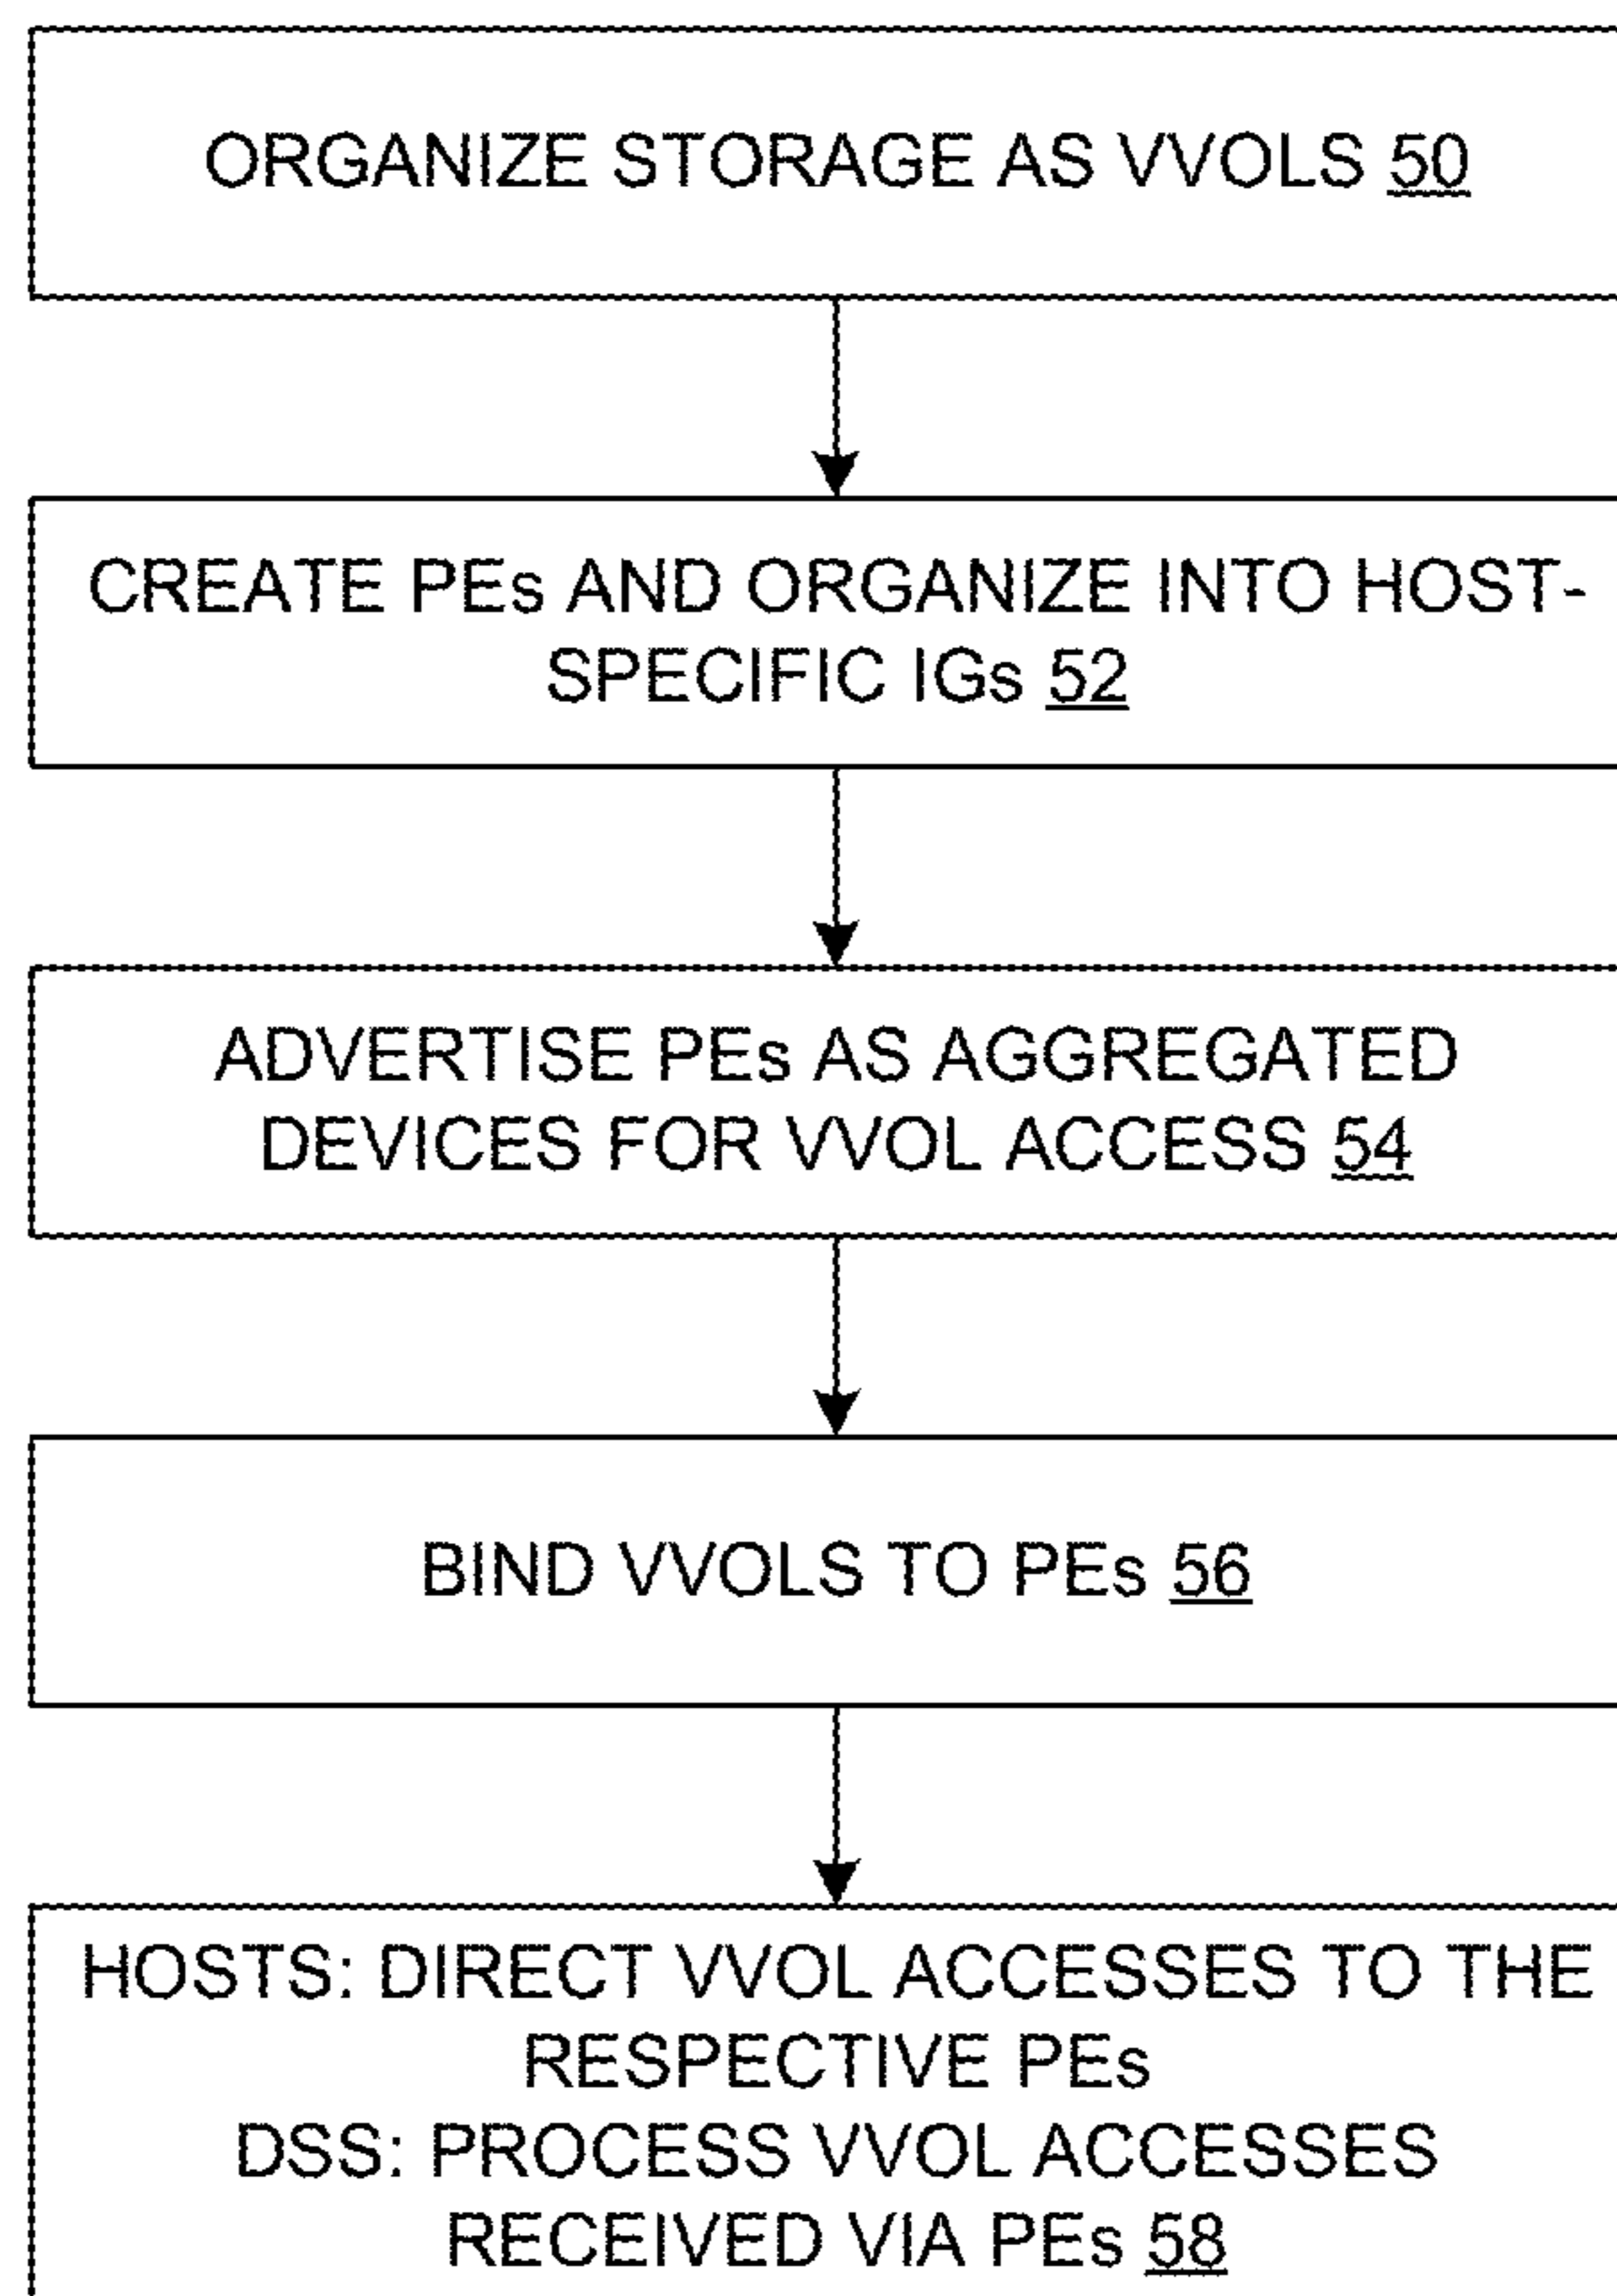 ORGANIZE STORAGE AS VVOLS 50
CREATE PEs AND ORGANIZE INTO HOST-
SPECIFIC IGs 52
ADVERTISE PEs AS AGGREGATED
DEVICES FOR VVOL ACCESS 54
BIND VVOLS TO PEs 56
HOSTS: DIRECT VVOL ACCESSES TO THE
RESPECTIVE PEs
DSS: PROCESS VVOL ACCESSES
RECEIVED VIA PEs 58